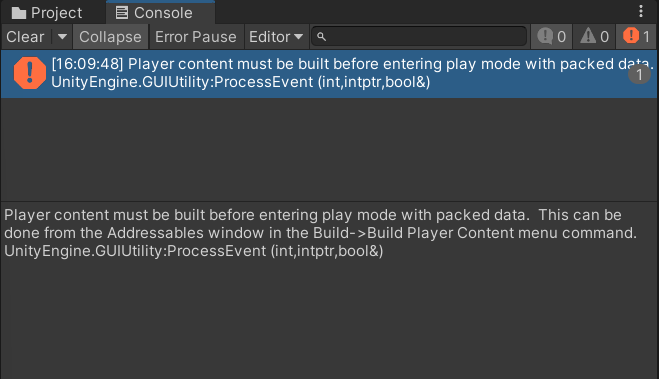 Project
Console
Clear
Collapse
Error Pause
Editor
0
0
1
[16:09:48] Player content must be built before entering play mode with packed data.
UnityEngine.GUIUtility:ProcessEvent (int,intptr,bool&)
1
Player content must be built before entering play mode with packed data.  This can be
done from the Addressables window in the Build->Build Player Content menu command.
UnityEngine.GUIUtility:ProcessEvent (int,intptr,bool&)